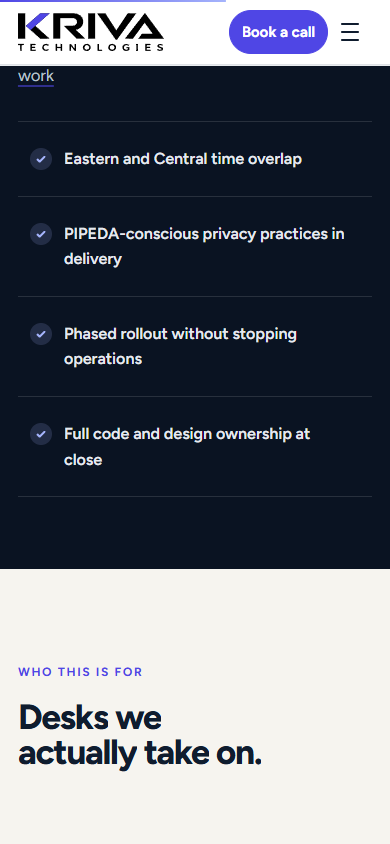 KRIVA
TECHNOLOGIES
Book a call
work
Eastern and Central time overlap
PIPEDA-conscious privacy practices in
delivery
Phased rollout without stopping
operations
Full code and design ownership at
close
WHO THIS IS FOR
Desks we
actually take on.